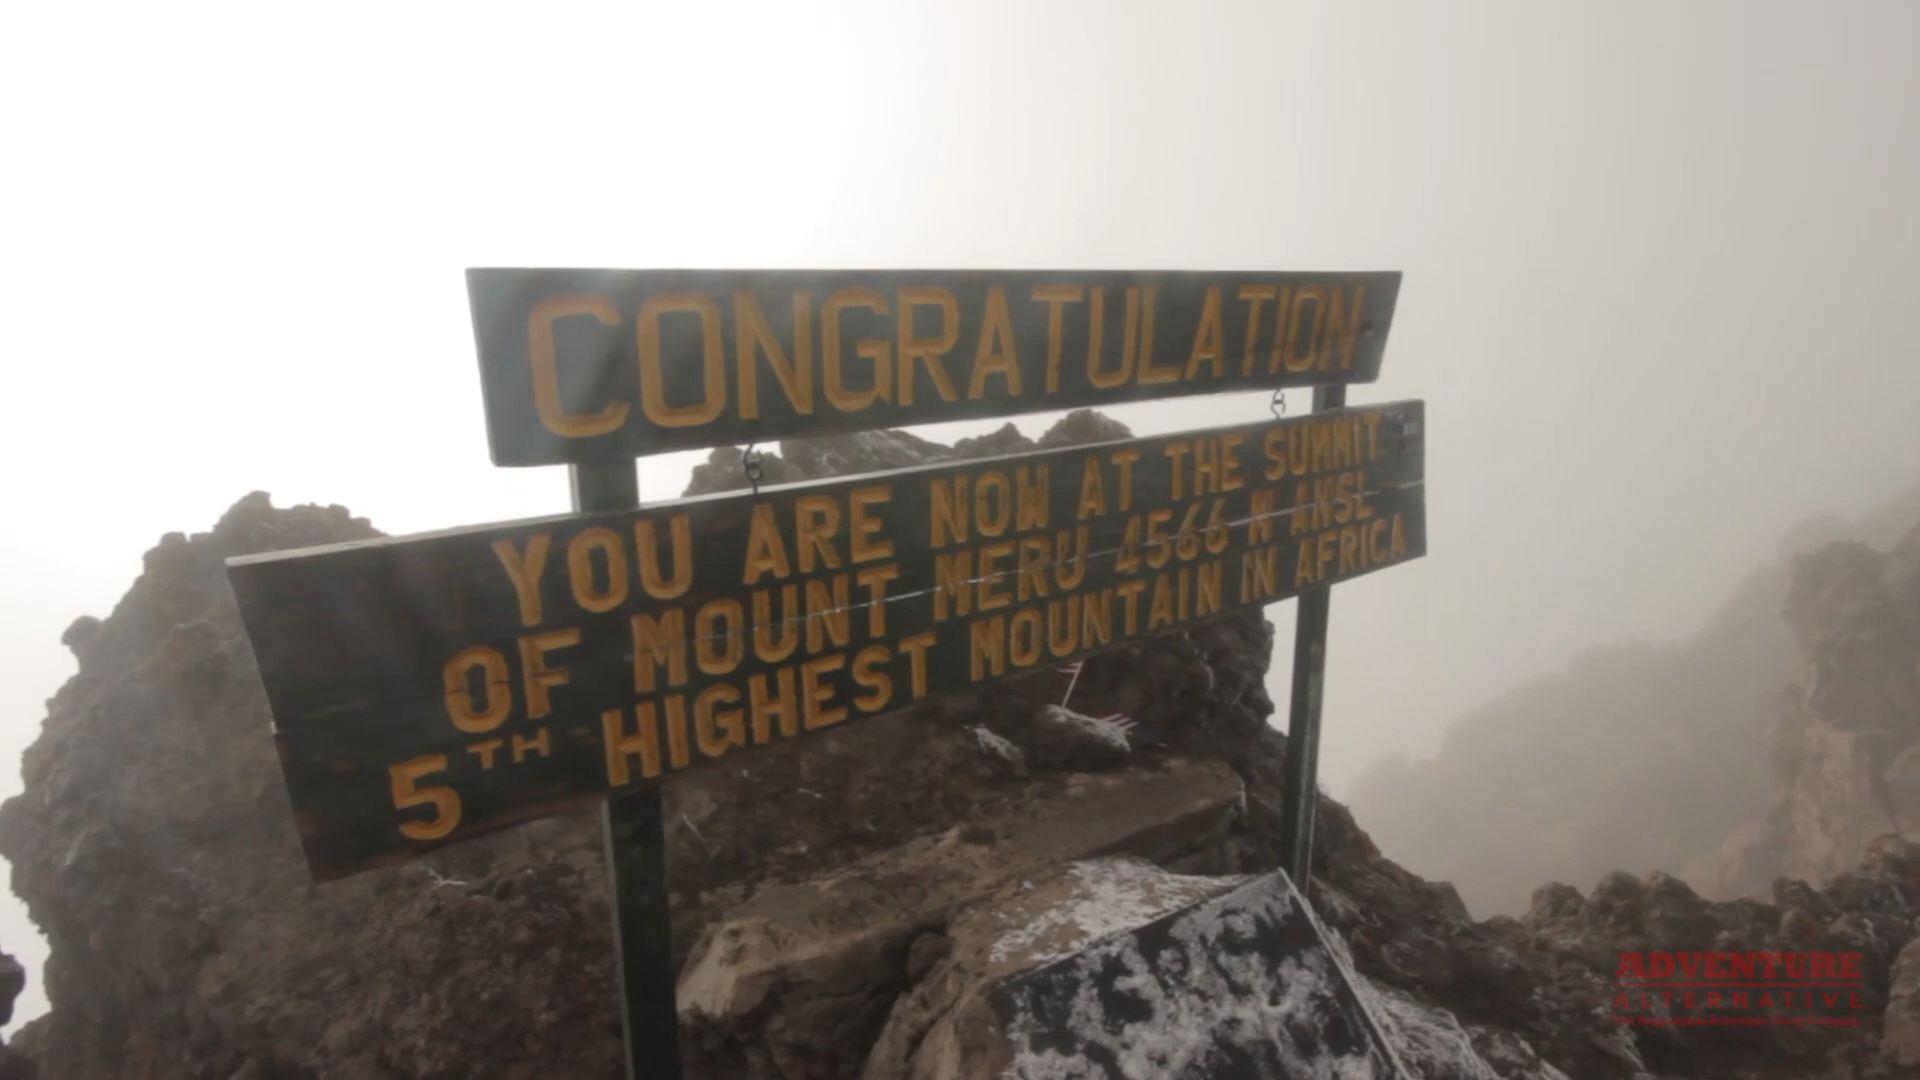 CONGRATULATION
YOU ARE NOW AT THE SUMMIT
OF MOUNT MERU 4566 M AMSL
5TH HIGHEST MOUNTAIN IN AFRICA
ADVENTURE
ALTERNATIVE